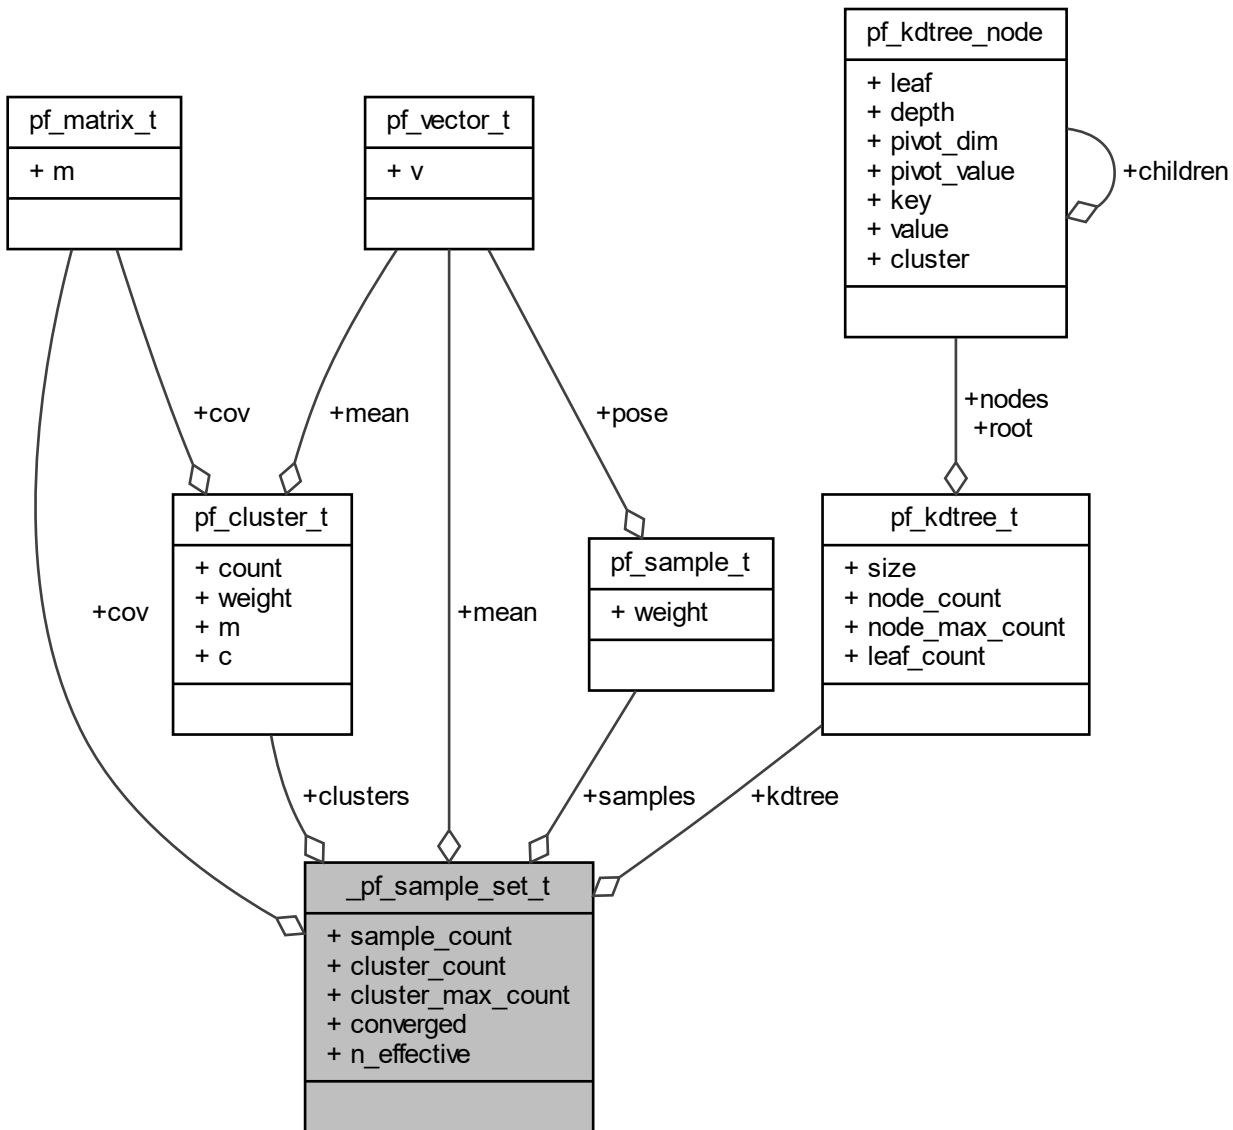 pf_kdtree_node
+ leaf
+ depth
+ pivot_dim
+ pivot_value
+ key
+ value
+ cluster
+children
pf_matrix_t
+ m
pf_vector_t
+ v
+cov
+mean
+pose
+nodes
+root
pf_cluster_t
+ count
+ weight
+ m
+ c
pf_sample_t
+ weight
pf_kdtree_t
+ size
+ node_count
+ node_max_count
+ leaf_count
+cov
+mean
+clusters
+samples
+kdtree
_pf_sample_set_t
+ sample_count
+ cluster_count
+ cluster_max_count
+ converged
+ n_effective